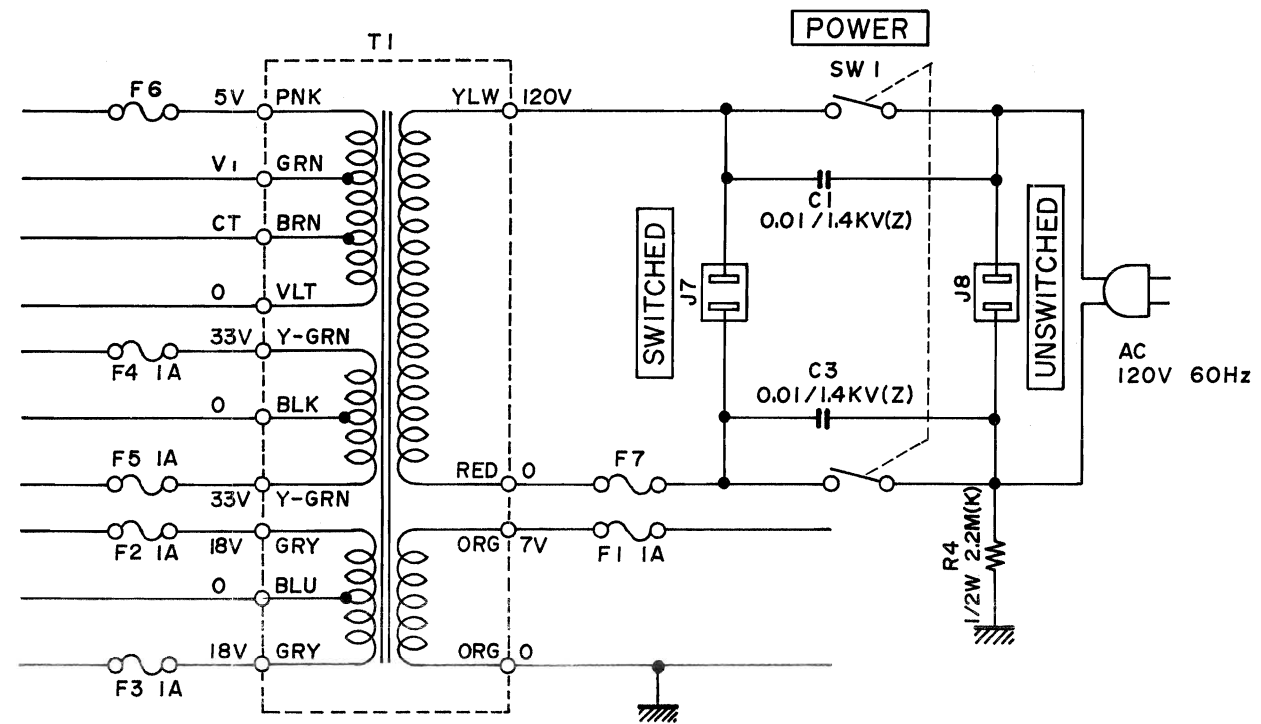 POWER
T1
SW1
F6
5V
PNK
YLW
120V
V1
GRN
C1
0.01/1.4KV(Z)
CT
BRN
SWITCHED
J7
J8
UNSWITCHED
0
VLT
33V
Y-GRN
F4 1A
AC
120V 60Hz
C3
0.01/1.4KV(Z)
0
BLK
F5 1A
33V
Y-GRN
RED
0
F7
F2 1A
18V
GRY
ORG
7V
F1 1A
R4
1/2W 2.2M(K)
0
BLU
18V
GRY
ORG
0
F3 1A